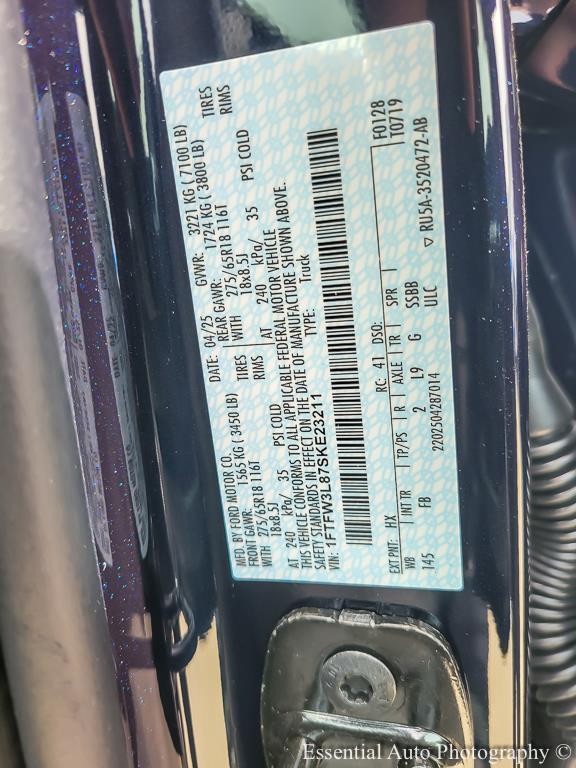 MFD. BY FORD MOTOR CO.
DATE: 04/25 GVWR: 3221 KG ( 7100 LB)
FRONT GAWR: 1565 KG ( 3450 LB) REAR GAWR: 1724 KG ( 3800 LB)
WITH 275/65R18 116T TIRES WITH 275/65R18 116T TIRES
18x8.5J RIMS 18x8.5J RIMS
AT 240 kPa/ 35 PSI COLD AT 240 kPa/ 35 PSI COLD
THIS VEHICLE CONFORMS TO ALL APPLICABLE FEDERAL MOTOR VEHICLE
SAFETY STANDARDS IN EFFECT ON THE DATE OF MANUFACTURE SHOWN ABOVE.
VIN: 1FTFW3L87SKE23211 TYPE: Truck
F0128
T0719
EXT PNT: HX RC: 41 DSO:
WB INT TR TP/PS R AXLE TR SPR
145 FB 2 L9 G SSBB
ULC
2202504287014
▽ RU5A-3520472-AB
Essential Auto Photography ©